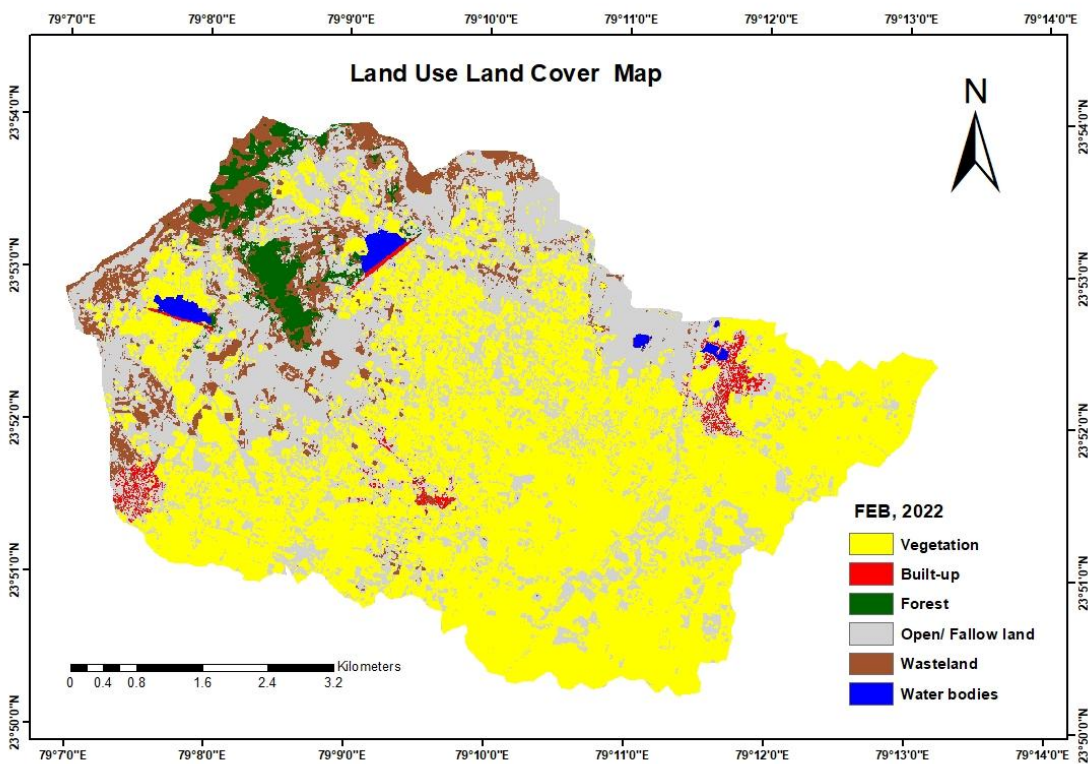 79°7'0"E 79°8'0"E 79°9'0"E 79°10'0"E 79°11'0"E 79°12'0"E 79°13'0"E 79°14'0"E
Land Use Land Cover Map
N
23°54'0"N 23°54'0"N
23°53'0"N 23°53'0"N
23°52'0"N 23°52'0"N
FEB, 2022
Vegetation
Built-up
23°51'0"N 23°51'0"N
Forest
Open/ Fallow land
Wasteland
Kilometers
0 0.4 0.8 1.6 2.4 3.2
Water bodies
23°50'0"N 23°50'0"N
79°7'0"E 79°8'0"E 79°9'0"E 79°10'0"E 79°11'0"E 79°12'0"E 79°13'0"E 79°14'0"E